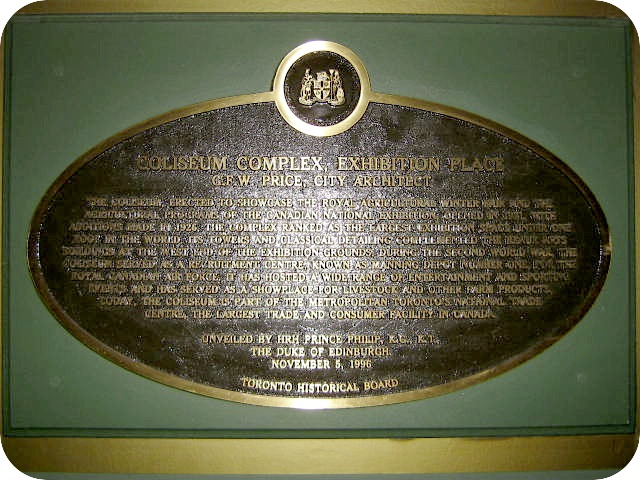 COLISEUM COMPLEX, EXHIBITION PLACE
G.F.W. PRICE, CITY ARCHITECT
THE COLISEUM, ERECTED TO SHOWCASE THE ROYAL AGRICULTURAL WINTER FAIR AND THE
AGRICULTURAL PROGRAMS OF THE CANADIAN NATIONAL EXHIBITION, OPENED IN 1921. WITH
ADDITIONS MADE IN 1926, THE COMPLEX RANKED AS THE LARGEST EXHIBITION SPACE UNDER ONE
ROOF IN THE WORLD. ITS TOWERS AND CLASSICAL DETAILING COMPLEMENTED THE BEAUX ARTS
BUILDINGS AT THE WEST END OF THE EXHIBITION GROUNDS. DURING THE SECOND WORLD WAR, THE
COLISEUM HOUSED A RECRUITMENT CENTRE, KNOWN AS MANNING DEPOT NUMBER ONE, FOR THE
ROYAL CANADIAN AIR FORCE. IT HAS HOSTED A WIDE RANGE OF ENTERTAINMENT AND SPORTING
EVENTS AND HAS SERVED AS A SHOWPLACE FOR LIVESTOCK AND OTHER FARM PRODUCTS.
TODAY, THE COLISEUM IS PART OF THE METROPOLITAN TORONTO'S NATIONAL TRADE
CENTRE, THE LARGEST TRADE AND CONSUMER FACILITY IN CANADA.
UNVEILED BY HRH PRINCE PHILIP, K.G., K.T.
THE DUKE OF EDINBURGH
NOVEMBER 5, 1996
TORONTO HISTORICAL BOARD